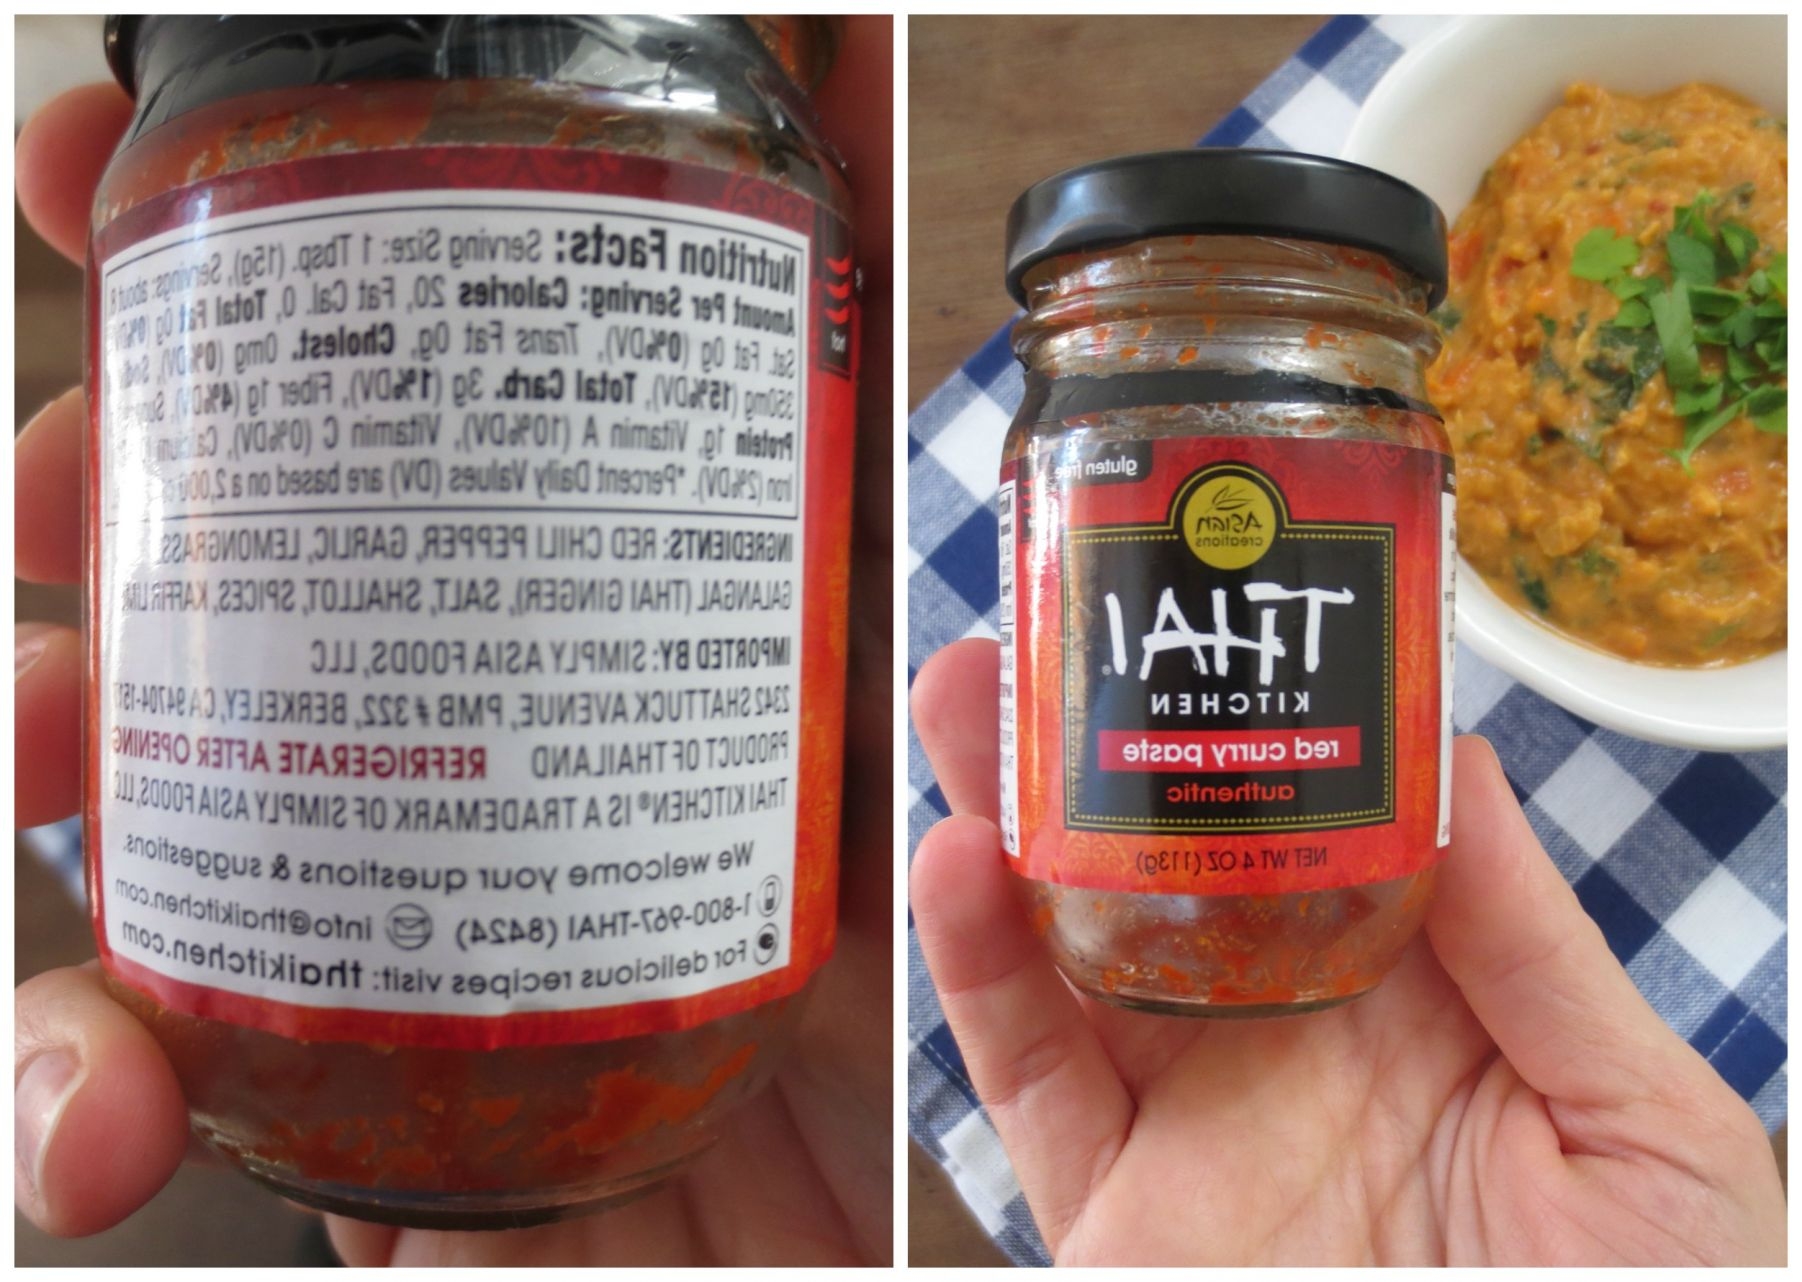 Nutrition Facts: Serving Size: 1 Tbsp. (15g), Servings: about 8
Amount Per Serving: Calories 20, Fat Cal. 0, Total Fat 0g (0%
Sat. Fat 0g (0%DV), Trans Fat 0g, Cholest. 0mg (0%DV),
350mg (15%DV), Total Carb. 3g (1%DV), Fiber 1g (4%DV),
Protein 1g, Vitamin A (10%DV), Vitamin C (0%DV),
Iron (2%DV). *Percent Daily Values (DV) are based on a
INGREDIENTS: RED CHILI PEPPER, GARLIC, LEMONGRASS
GALANGAL (THAI GINGER), SALT, SHALLOT, SPICES, KAFFIR
IMPORTED BY: SIMPLY ASIA FOODS, LLC
2342 SHATTUCK AVENUE, PMB # 322, BERKELEY, CA 94704-151
PRODUCT OF THAILAND REFRIGERATE AFTER OPENING
THAI KITCHEN® IS A TRADEMARK OF SIMPLY ASIA FOODS, LLC
We welcome your questions & suggestions.
1-800-967-THAI (8424) info@thaikitchen.com
For delicious recipes visit: thaikitchen.com
hot
gluten free
Asian
creations
THAI®
KITCHEN
red curry paste
authentic
NET WT 4 OZ (113g)